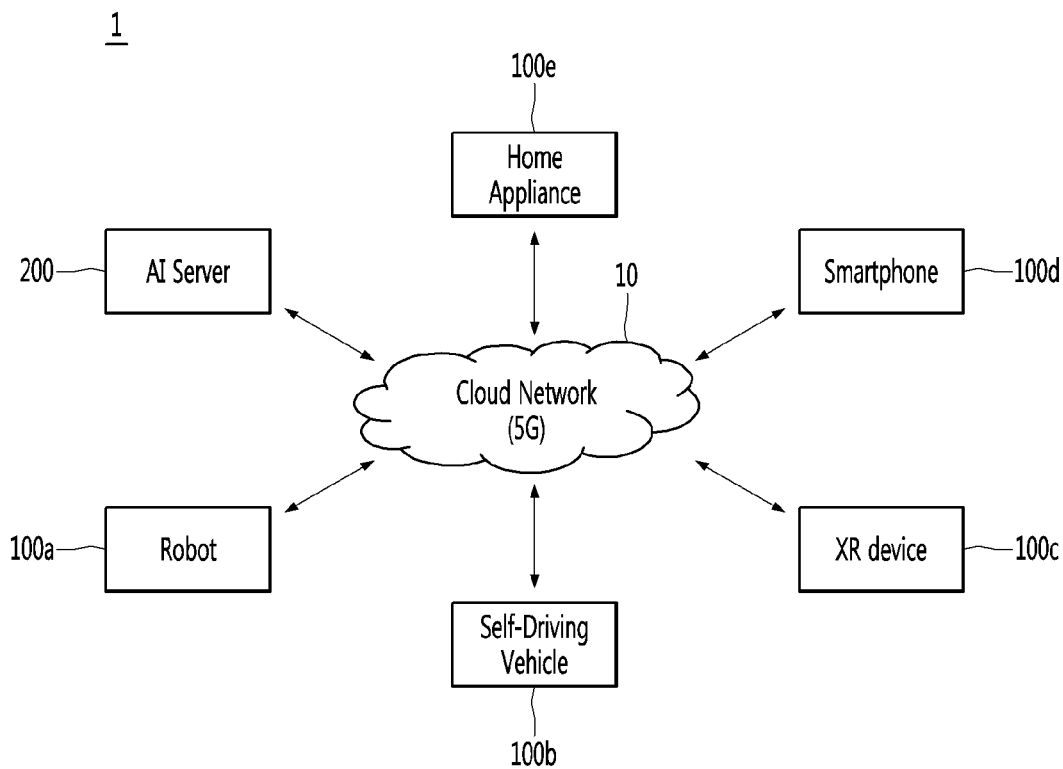 1
100e
Home
Appliance
200
AI Server
Smartphone
100d
10
Cloud Network
(5G)
100a
Robot
XR device
100c
Self-Driving
Vehicle
100b